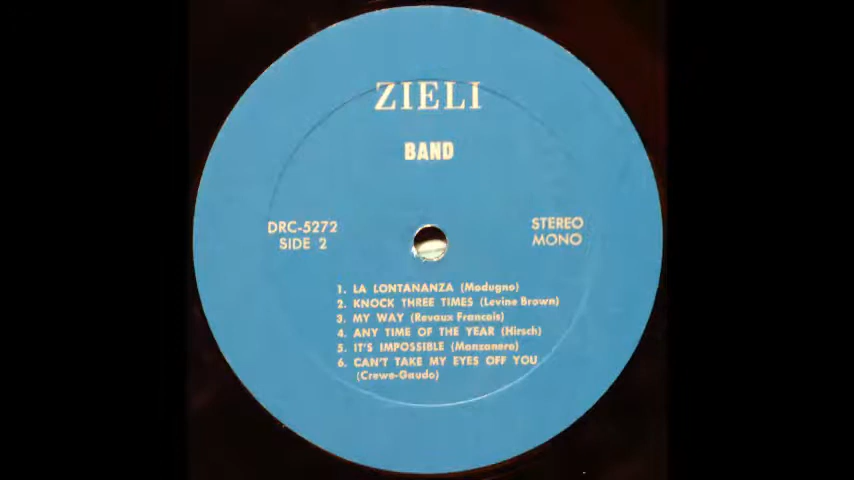 ZIELI
BAND
DRC-5272
SIDE 2
STEREO
MONO
1. LA LONTANANZA (Modugno)
2. KNOCK THREE TIMES (Levine Brown)
3. MY WAY (Revaux Francois)
4. ANY TIME OF THE YEAR (Hirsch)
5. IT'S IMPOSSIBLE (Manzanero)
6. CAN'T TAKE MY EYES OFF YOU
(Crewe-Gaudo)